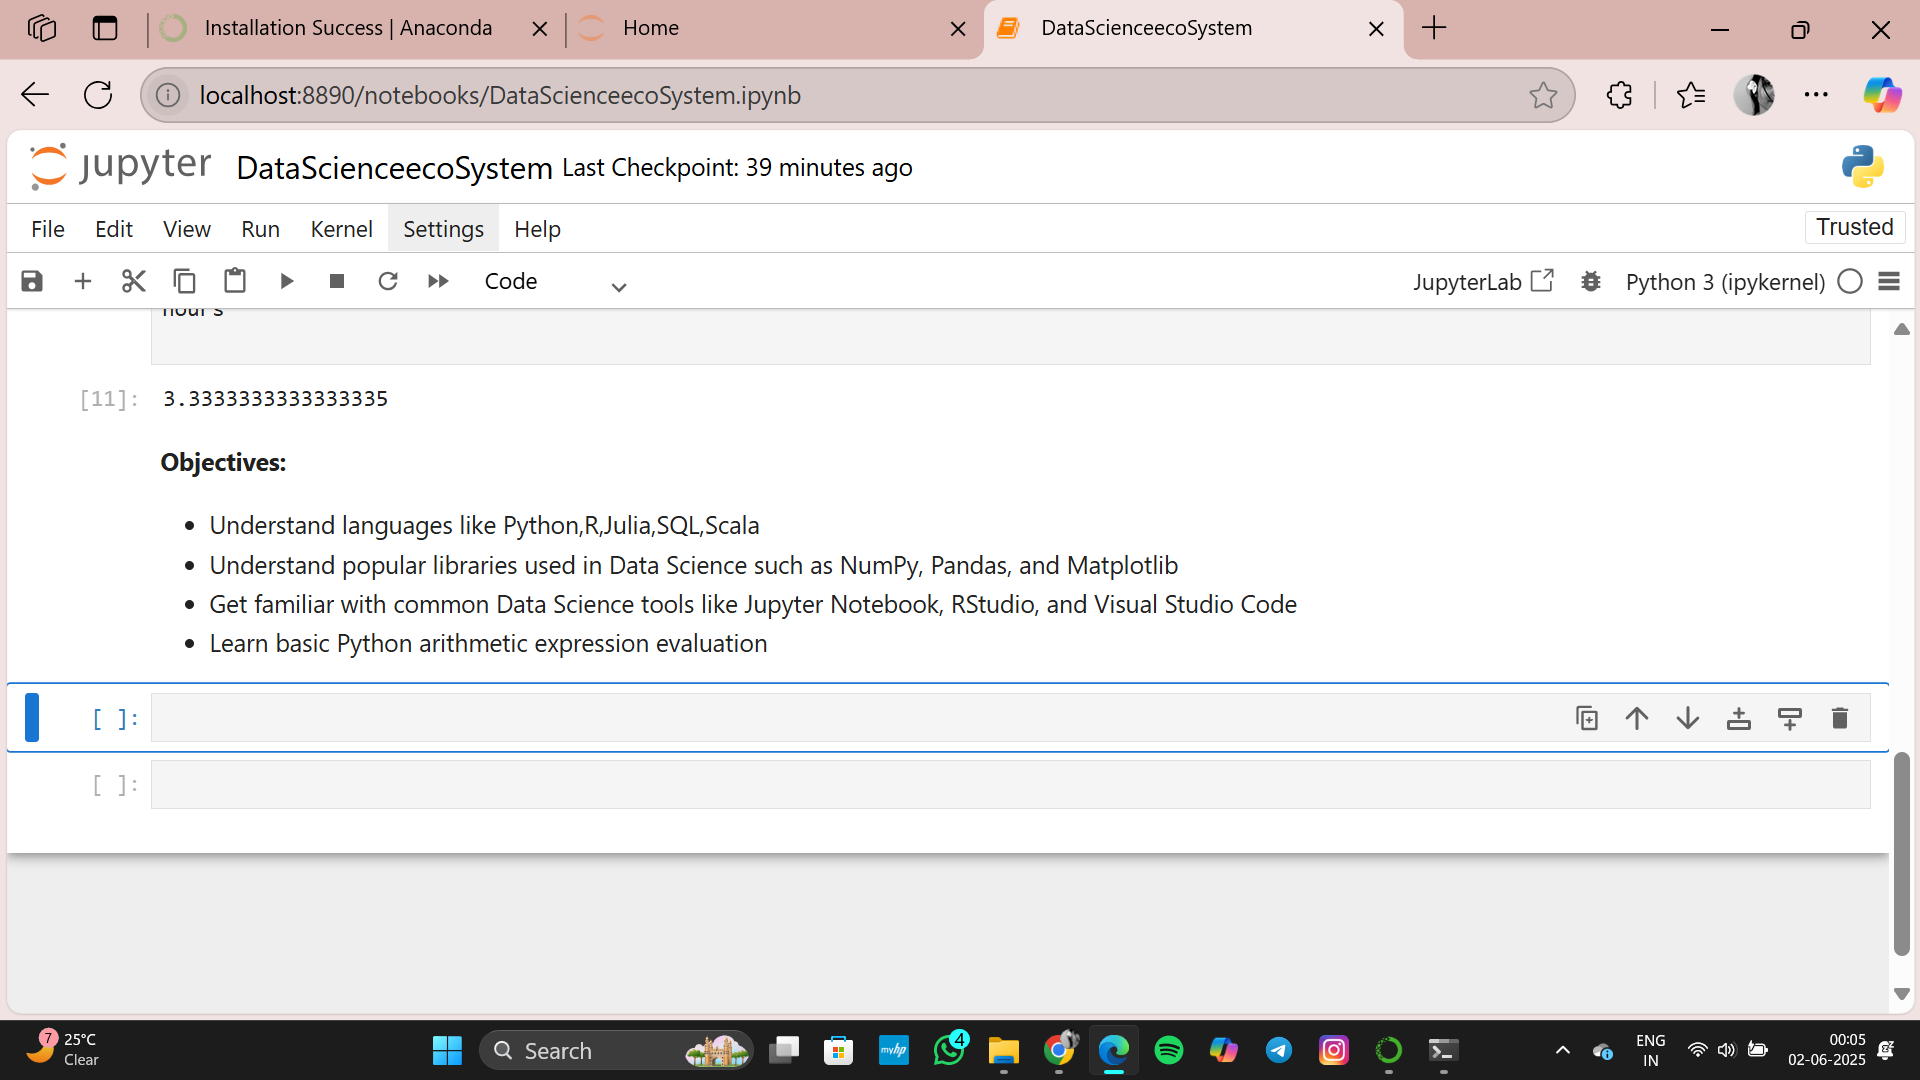 Installation Success | Anaconda
Home
DataScienceecoSystem
localhost:8890/notebooks/DataScienceecoSystem.ipynb
jupyter DataScienceecoSystem Last Checkpoint: 39 minutes ago
File Edit View Run Kernel Settings Help
Trusted
Code
JupyterLab
Python 3 (ipykernel)
hours
[11]: 3.3333333333333335
Objectives:
• Understand languages like Python,R,Julia,SQL,Scala
• Understand popular libraries used in Data Science such as NumPy, Pandas, and Matplotlib
• Get familiar with common Data Science tools like Jupyter Notebook, RStudio, and Visual Studio Code
• Learn basic Python arithmetic expression evaluation
[ ]:
[ ]:
7
25°C
Clear
Search
myhp
4
ENG
IN
00:05
02-06-2025